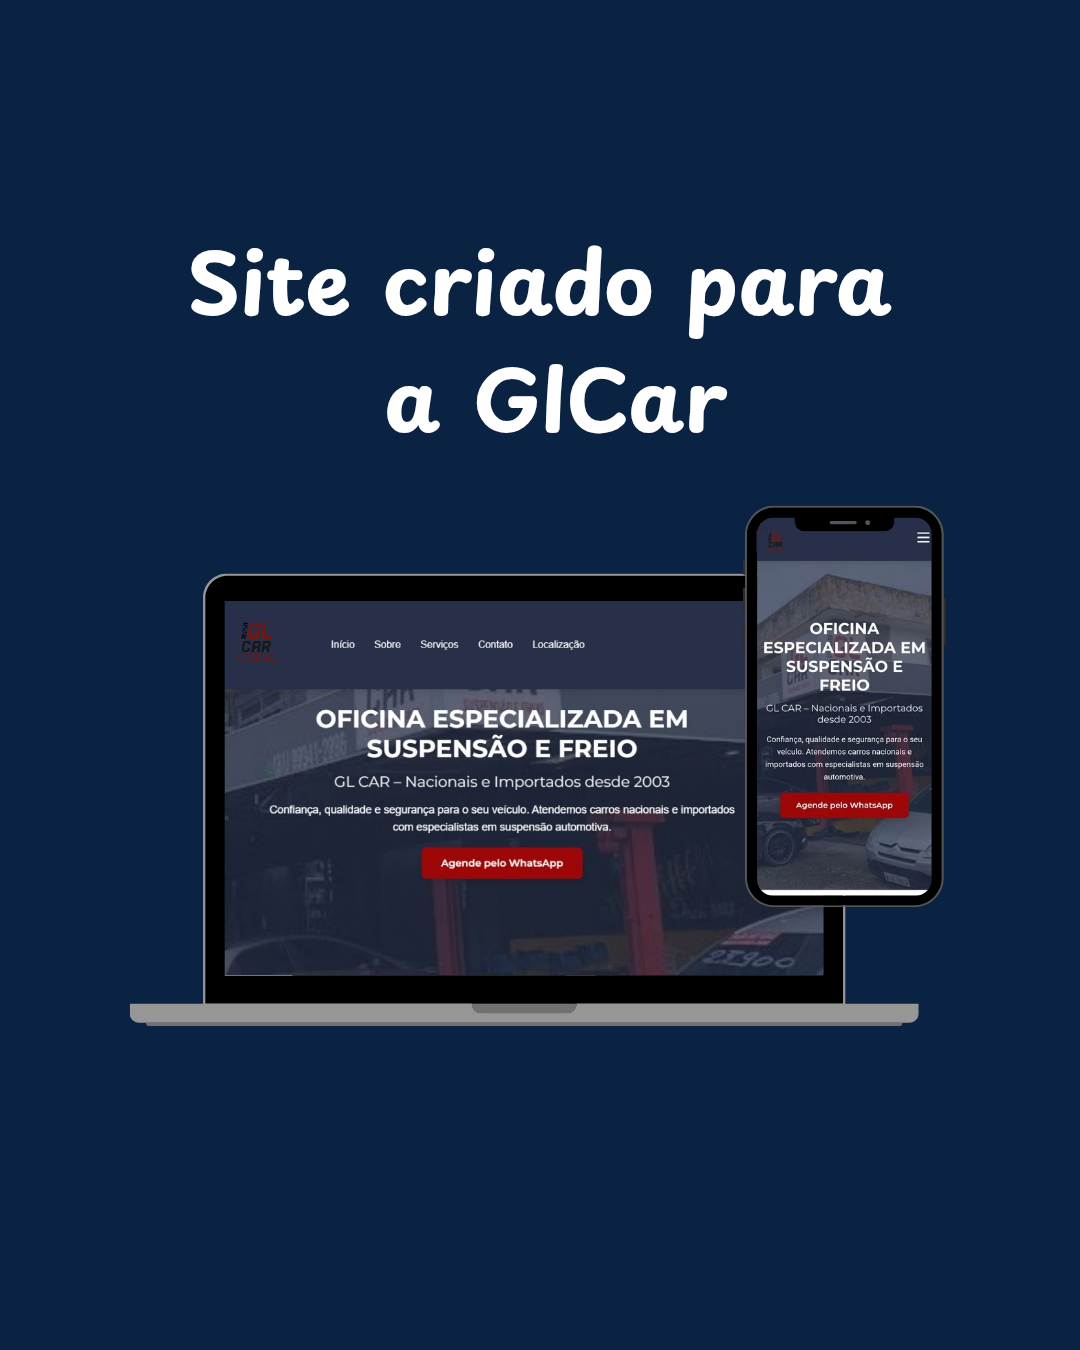 Site criado para
a GlCar
GL
CAR
Início Sobre Serviços Contato Localização
OFICINA ESPECIALIZADA EM
SUSPENSÃO E FREIO
GL CAR – Nacionais e Importados desde 2003
Confiança, qualidade e segurança para o seu veículo. Atendemos carros nacionais e importados
com especialistas em suspensão automotiva.
Agende pelo WhatsApp
OFICINA
ESPECIALIZADA EM
SUSPENSÃO E
FREIO
GL CAR – Nacionais e Importados
desde 2003
Confiança, qualidade e segurança para o seu
veículo. Atendemos carros nacionais e
importados com especialistas em suspensão
automotiva.
Agende pelo WhatsApp